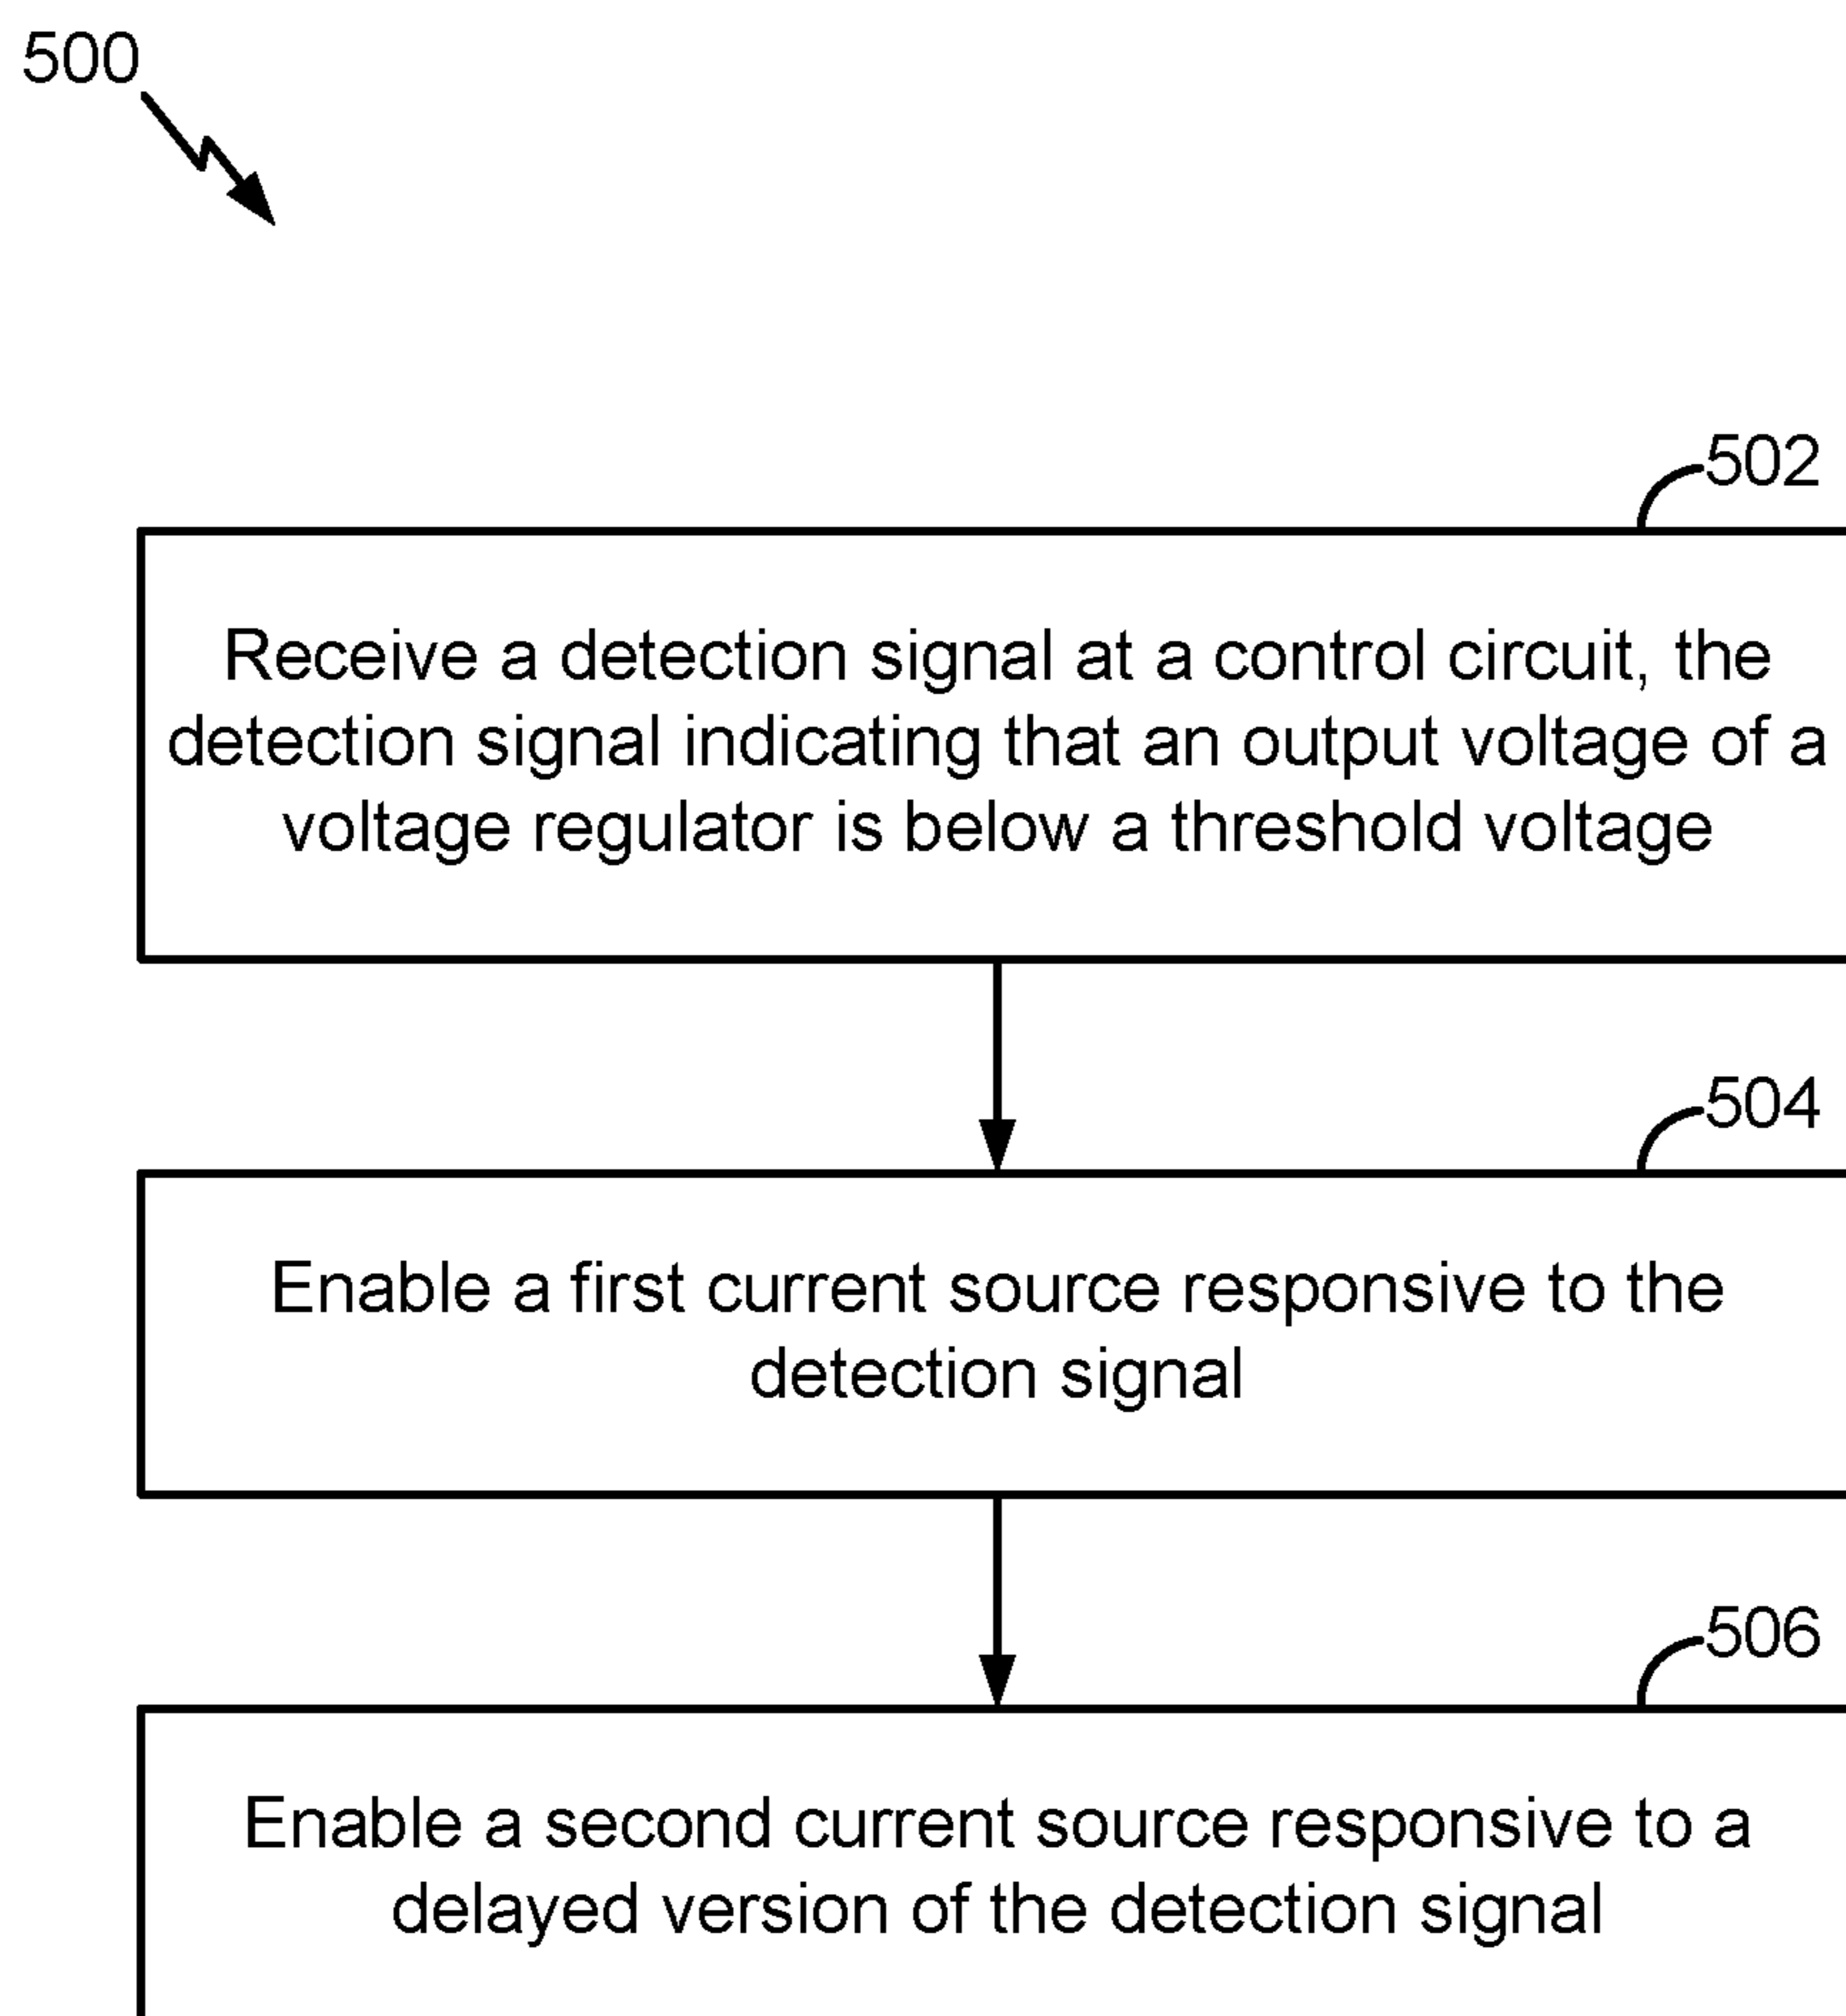 500
502
Receive a detection signal at a control circuit, the
detection signal indicating that an output voltage of a
voltage regulator is below a threshold voltage
504
Enable a first current source responsive to the
detection signal
506
Enable a second current source responsive to a
delayed version of the detection signal